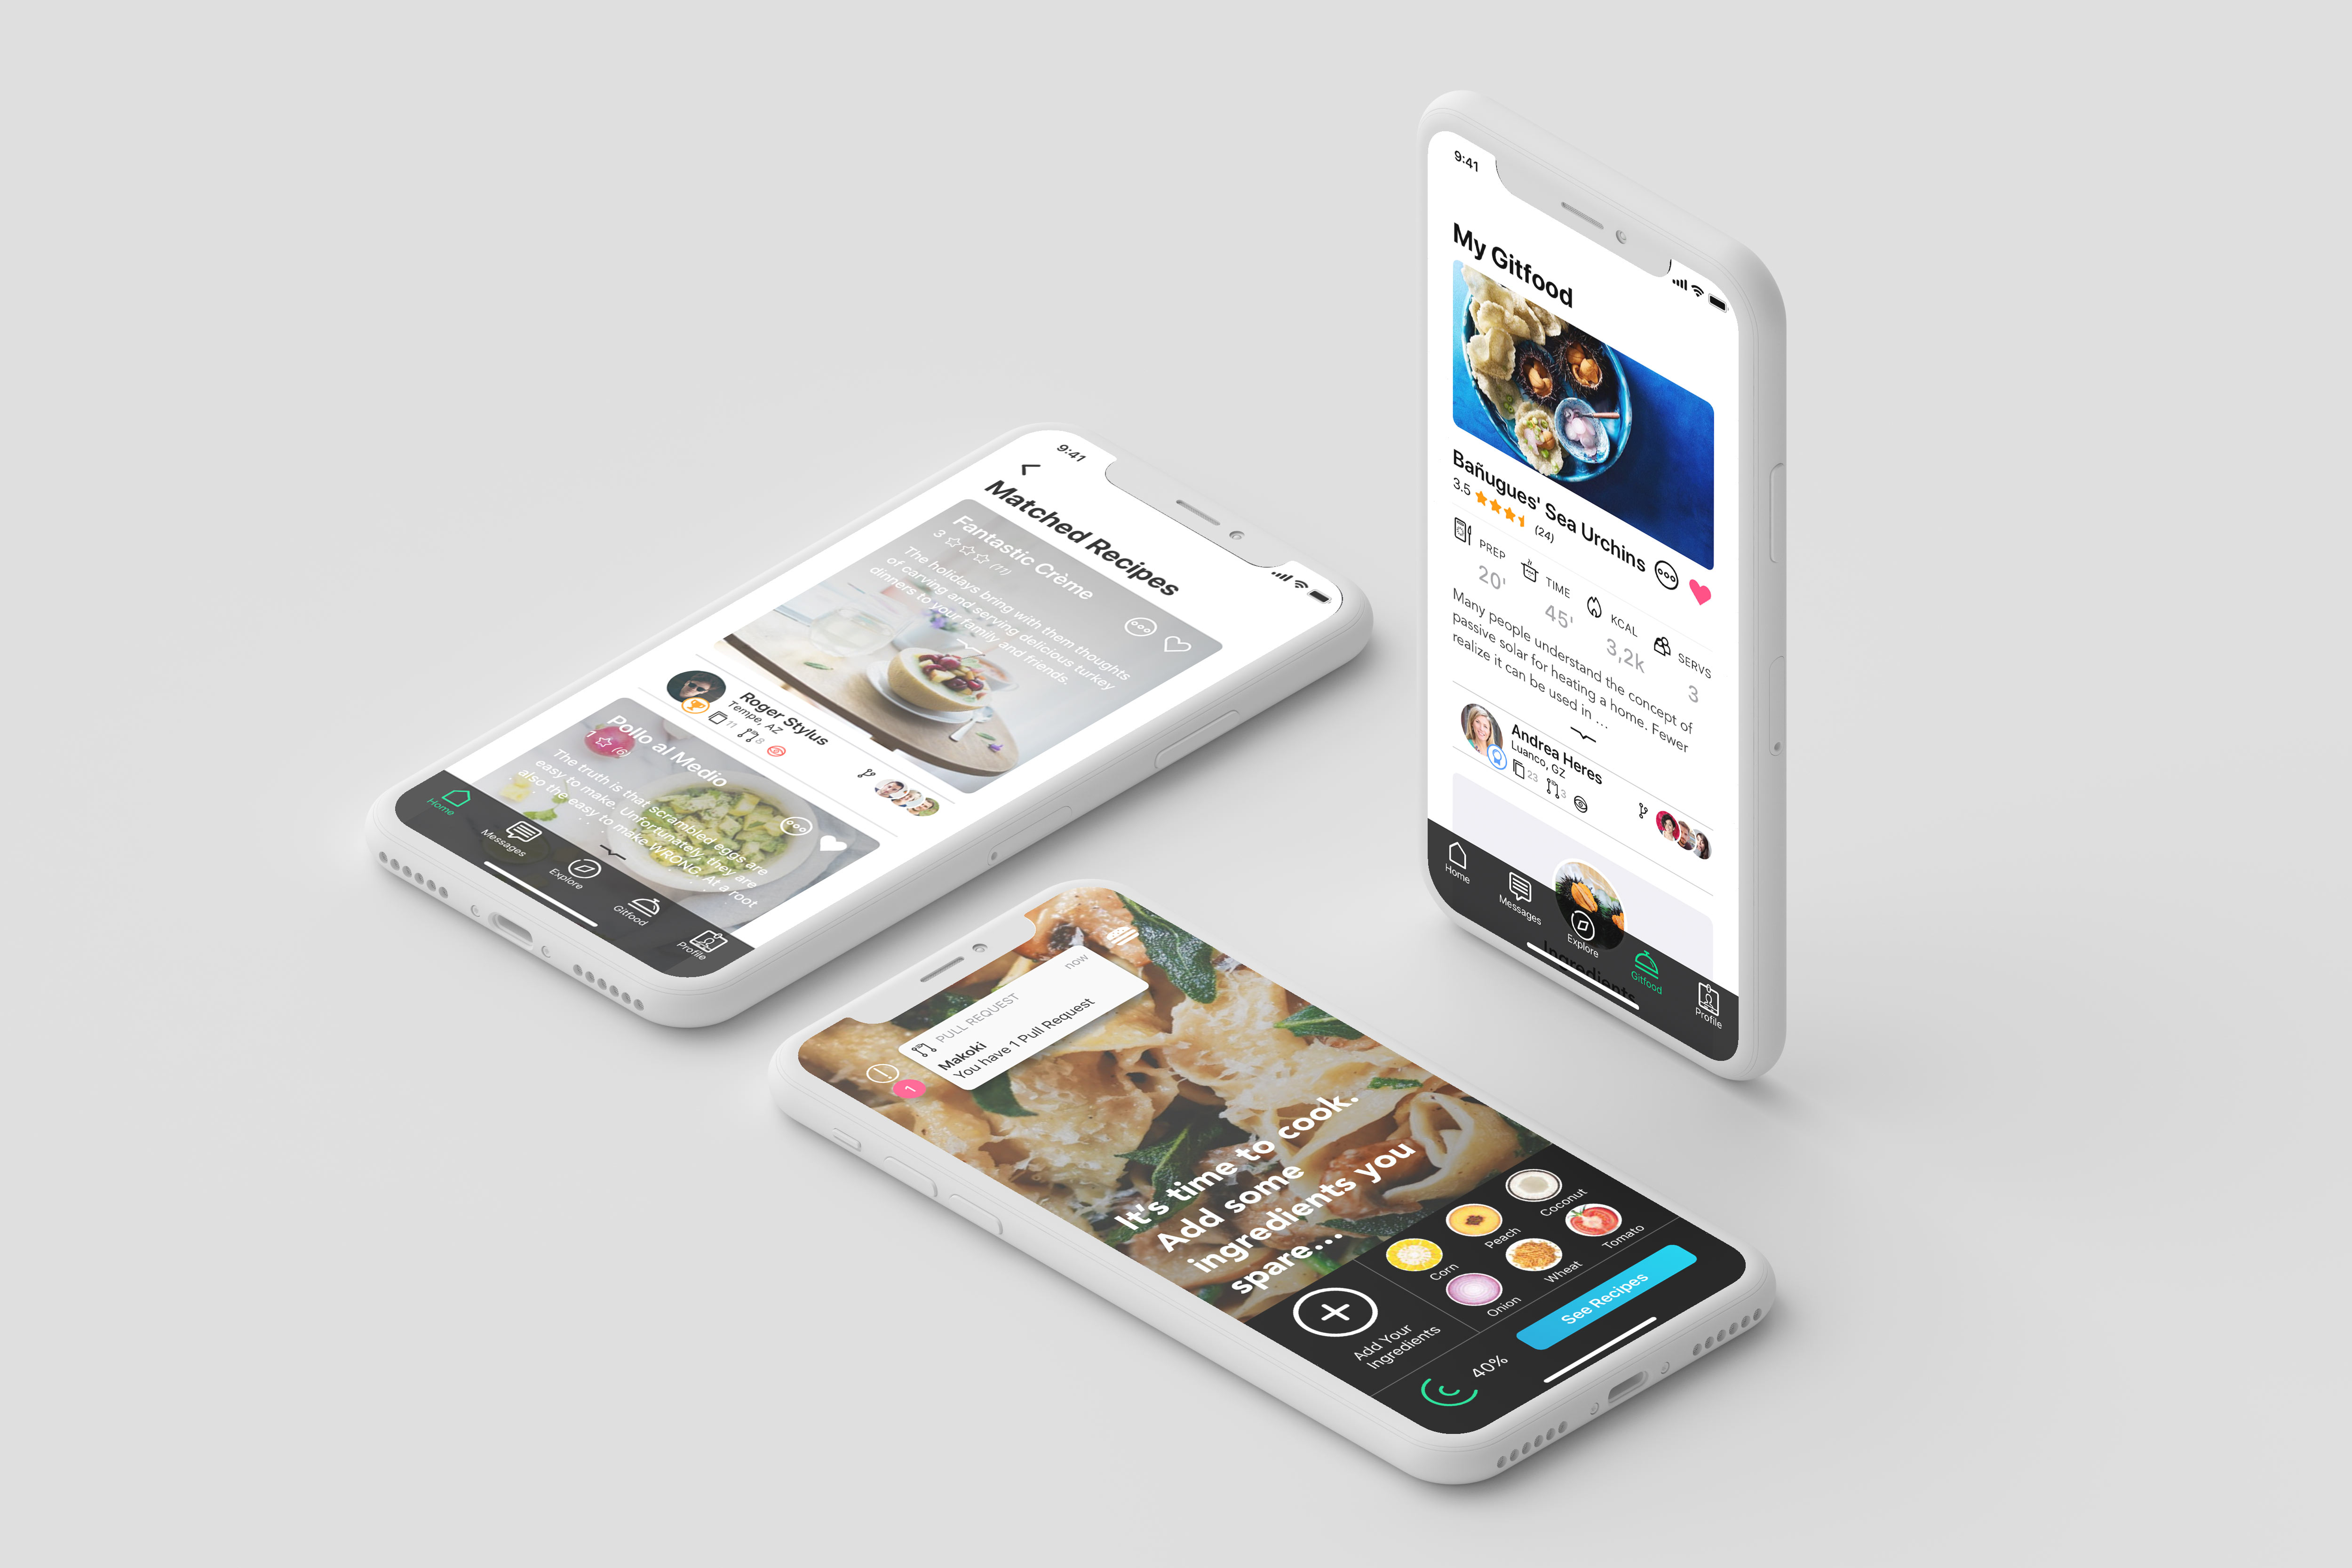 9:41
Matched Recipes
Fantastic Crème
3 (11)
The holidays bring with them thoughts
of carving and serving delicious turkey
dinners to your family and friends.
Roger Stylus
Tempe, AZ
11 8
Pollo al Medio
1 (6)
The truth is that scrambled eggs are
easy to make. Unfortunately, they are
also the easy to make WRONG. At a root
Home
Messages
Explore
Gitfood
Profile
9:41
My Gitfood
Bañugues' Sea Urchins
3.5 (24)
PREP
20'
TIME
45'
KCAL
3,2k
SERVS
3
Many people understand the concept of
passive solar for heating a home. Fewer
realize it can be used in ...
Andrea Heres
Luanco, GZ
23 3
Ingredients
Home
Messages
Explore
Gitfood
Profile
1
PULL REQUEST
now
Makoki
You have 1 Pull Request
It's time to cook.
Add some
ingredients you
spare...
Add Your
Ingredients
Corn
Peach
Coconut
Onion
Wheat
Tomato
40%
See Recipes